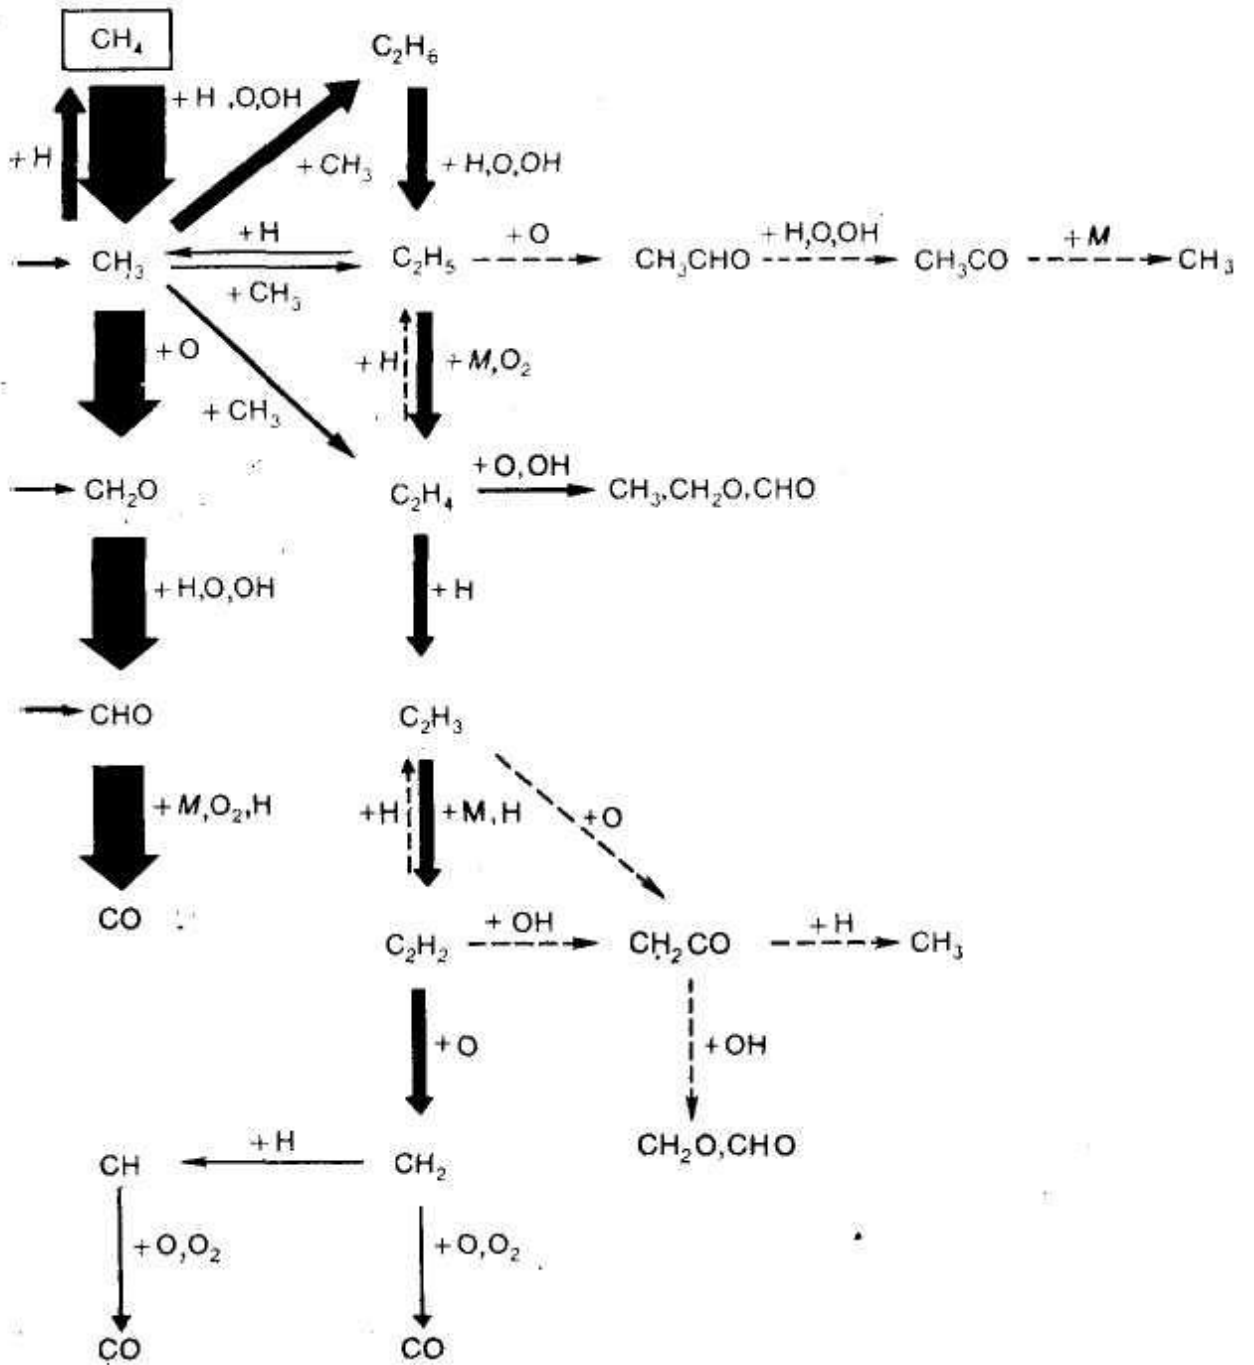 CH₄ C₂H₆
+ H ,O,OH
+ H + CH₃ + H,O,OH
+ H + O + H,O,OH + M
CH₃ C₂H₅ CH₃CHO CH₃CO CH₃
+ CH₃
+ O + H + M,O₂
+ CH₃
+ O,OH
CH₂O C₂H₄ CH₃,CH₂O,CHO
+ H,O,OH + H
CHO C₂H₃
+ M,O₂,H +H +M,H +O
CO + OH + H
C₂H₂ CH₂CO CH₃
+ O + OH
+ H CH₂O,CHO
CH CH₂
+ O,O₂ + O,O₂
CO CO